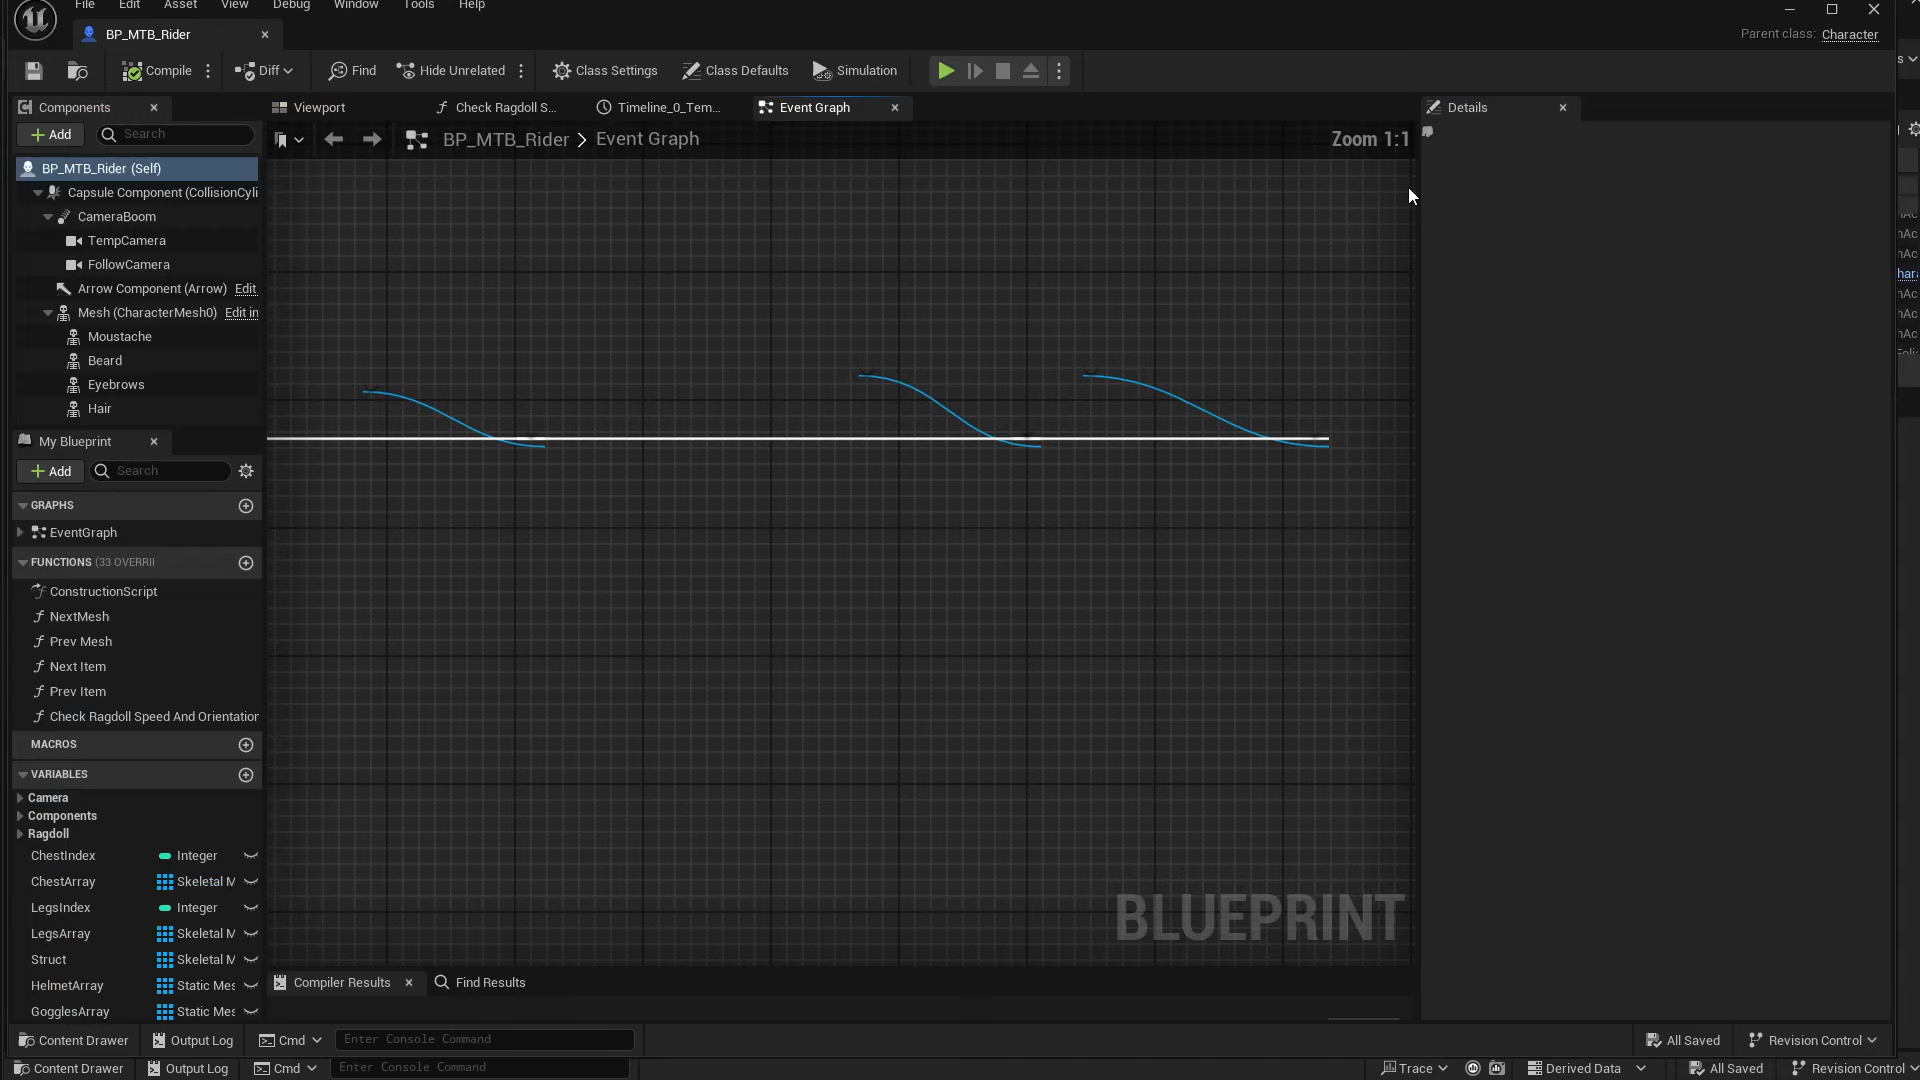 File Edit Asset View Debug Window Tools Help
BP_MTB_Rider
Parent class: Character
Compile Diff Find Hide Unrelated Class Settings Class Defaults Simulation
Components
Viewport Check Ragdoll S... Timeline_0_Tem... Event Graph Details
Add Search
BP_MTB_Rider > Event Graph Zoom 1:1
BP_MTB_Rider (Self)
Capsule Component (CollisionCyli
CameraBoom
TempCamera
FollowCamera
Arrow Component (Arrow) Edit
Mesh (CharacterMesh0) Edit in
Moustache
Beard
Eyebrows
Hair
My Blueprint
Add Search
GRAPHS
EventGraph
FUNCTIONS (33 OVERRI
ConstructionScript
NextMesh
Prev Mesh
Next Item
Prev Item
Check Ragdoll Speed And Orientation
MACROS
VARIABLES
Camera
Components
Ragdoll
ChestIndex Integer
ChestArray Skeletal M
LegsIndex Integer
LegsArray Skeletal M
Struct Skeletal M
HelmetArray Static Mes
GogglesArray Static Mes
BLUEPRINT
Compiler Results Find Results
Content Drawer Output Log Cmd Enter Console Command All Saved Revision Control
Content Drawer Output Log Cmd Enter Console Command Trace Derived Data All Saved Revision Control